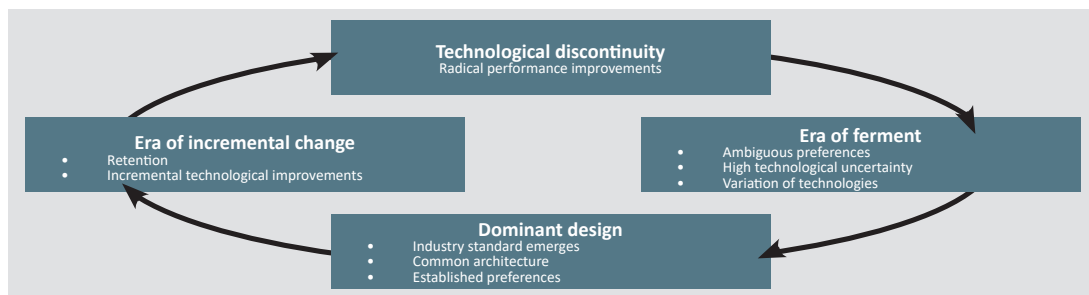 Technological discontinuity
Radical performance improvements
Era of incremental change
• Retention
• Incremental technological improvements
Era of ferment
• Ambiguous preferences
• High technological uncertainty
• Variation of technologies
Dominant design
• Industry standard emerges
• Common architecture
• Established preferences